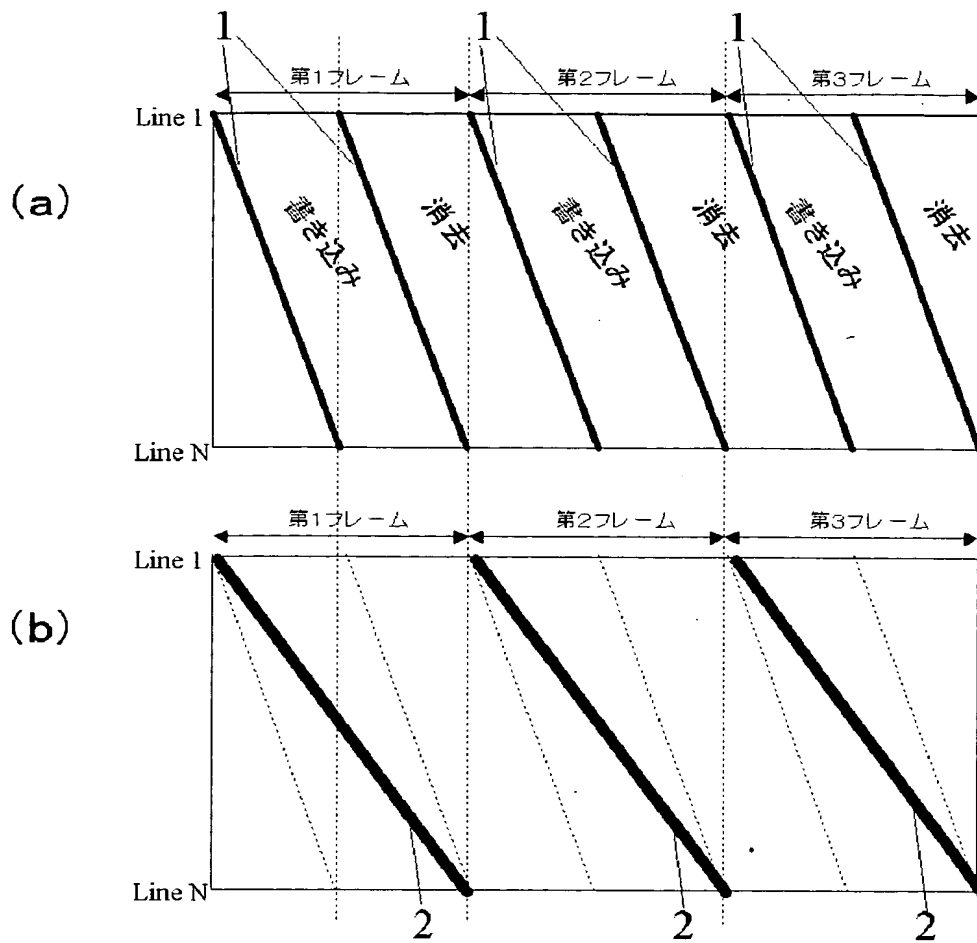 1 1 1
第1フレーム 第2フレーム 第3フレーム
Line 1
(a)
書き込み 消去 書き込み 消去 書き込み 消去
Line N
第1フレーム 第2フレーム 第3フレーム
Line 1
(b)
Line N
2 2 2